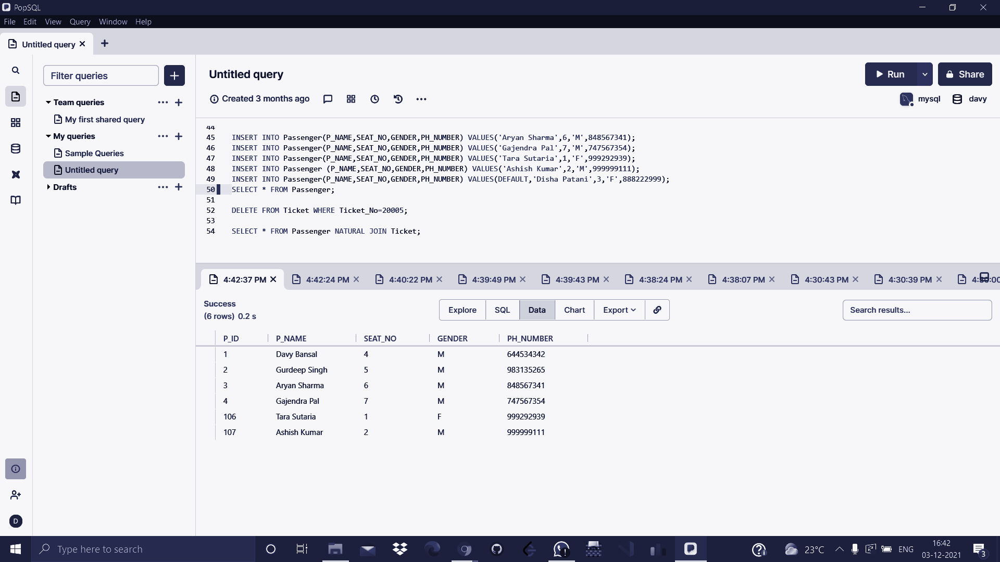 PopSQL
File Edit View Query Window Help
Untitled query
Filter queries
Team queries
My first shared query
My queries
Sample Queries
Untitled query
Drafts
D
Untitled query
Run
Share
Created 3 months ago
mysql davy
44
45 INSERT INTO Passenger(P_NAME,SEAT_NO,GENDER,PH_NUMBER) VALUES('Aryan Sharma',6,'M',848567341);
46 INSERT INTO Passenger(P_NAME,SEAT_NO,GENDER,PH_NUMBER) VALUES('Gajendra Pal',7,'M',747567354);
47 INSERT INTO Passenger(P_NAME,SEAT_NO,GENDER,PH_NUMBER) VALUES('Tara Sutaria',1,'F',999292939);
48 INSERT INTO Passenger (P_NAME,SEAT_NO,GENDER,PH_NUMBER) VALUES('Ashish Kumar',2,'M',999999111);
49 INSERT INTO Passenger(P_NAME,SEAT_NO,GENDER,PH_NUMBER) VALUES(DEFAULT,'Disha Patani',3,'F',888222999);
50 SELECT * FROM Passenger;
51
52 DELETE FROM Ticket WHERE Ticket_No=20005;
53
54 SELECT * FROM Passenger NATURAL JOIN Ticket;
4:42:37 PM 4:42:24 PM 4:40:22 PM 4:39:49 PM 4:39:43 PM 4:38:24 PM 4:38:07 PM 4:30:43 PM 4:30:39 PM
Success
(6 rows) 0.2 s
Explore SQL Data Chart Export
Search results...
P_ID P_NAME SEAT_NO GENDER PH_NUMBER
1 Davy Bansal 4 M 644534342
2 Gurdeep Singh 5 M 983135265
3 Aryan Sharma 6 M 848567341
4 Gajendra Pal 7 M 747567354
106 Tara Sutaria 1 F 999292939
107 Ashish Kumar 2 M 999999111
Type here to search
23°C
ENG
16:42
03-12-2021
3